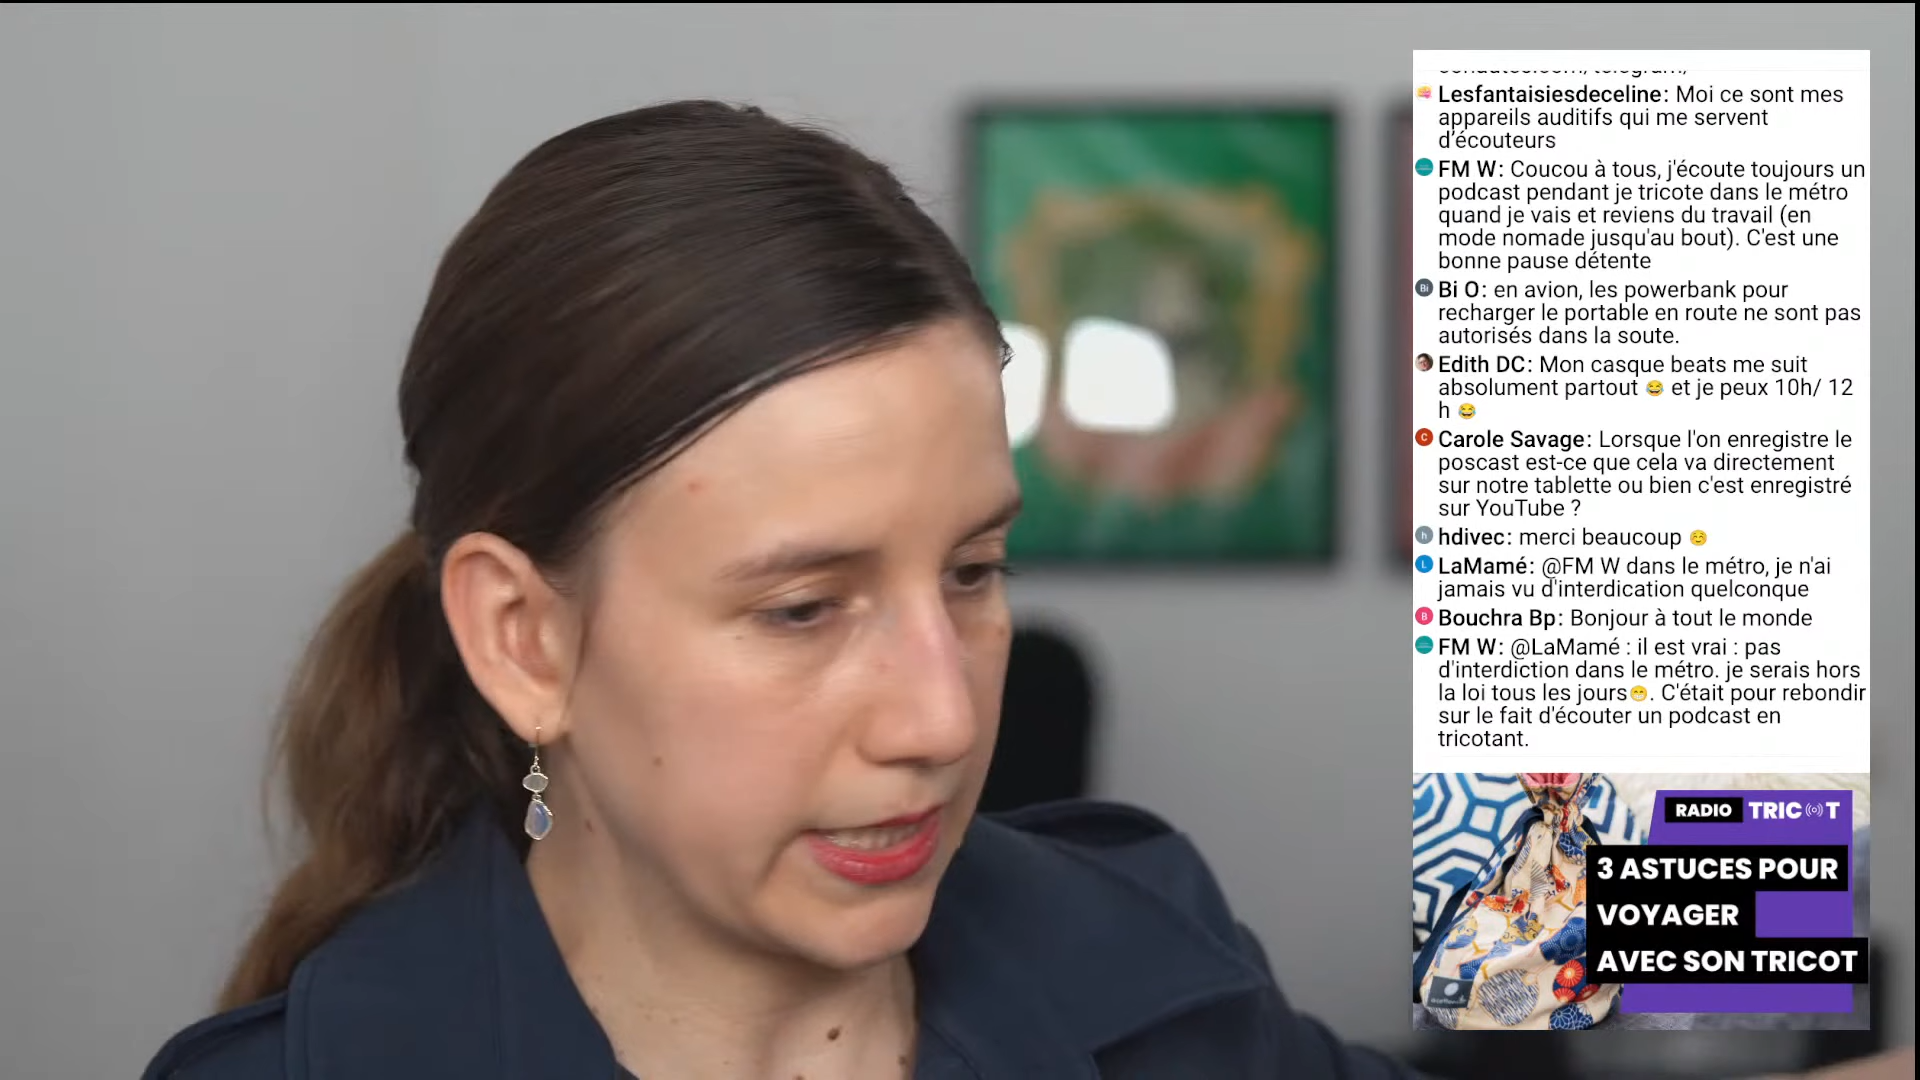 Lesfantaisiesdeceline: Moi ce sont mes
appareils auditifs qui me servent
d'écouteurs
FM W: Coucou à tous, j'écoute toujours un
podcast pendant je tricote dans le métro
quand je vais et reviens du travail (en
mode nomade jusqu'au bout). C'est une
bonne pause détente
Bi
Bi O: en avion, les powerbank pour
recharger le portable en route ne sont pas
autorisés dans la soute.
Edith DC: Mon casque beats me suit
absolument partout 😂 et je peux 10h/ 12
h 😂
C
Carole Savage: Lorsque l'on enregistre le
poscast est-ce que cela va directement
sur notre tablette ou bien c'est enregistré
sur YouTube ?
h
hdivec: merci beaucoup ☺️
L
LaMamé: @FM W dans le métro, je n'ai
jamais vu d'interdication quelconque
B
Bouchra Bp: Bonjour à tout le monde
FM W: @LaMamé : il est vrai : pas
d'interdiction dans le métro. je serais hors
la loi tous les jours😁. C'était pour rebondir
sur le fait d'écouter un podcast en
tricotant.
RADIO TRICOT
3 ASTUCES POUR
VOYAGER
AVEC SON TRICOT